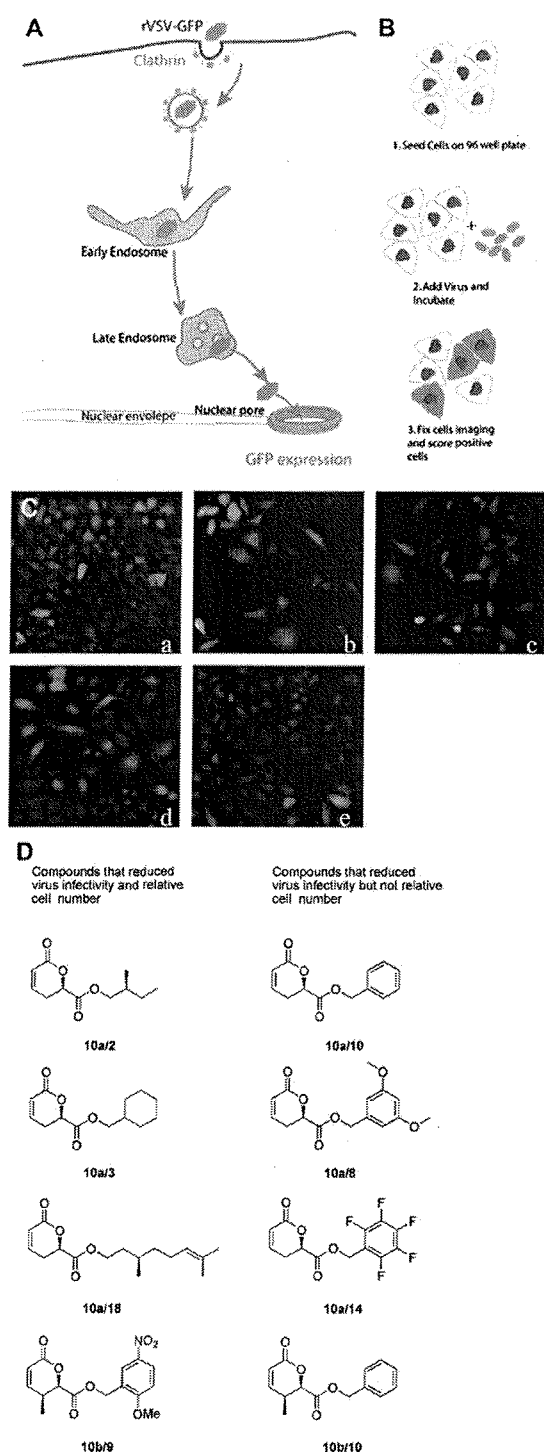 A
rVSV-GFP
Clathrin
Early Endosome
Late Endosome
Nuclear envolepe
Nuclear pore
GFP expression
B
1. Seed Cells on 96 well plate
+
2. Add Virus and
Incubate
3. Fix cells imaging
and score positive
cells
C
a
b
c
d
e
D
Compounds that reduced
virus infectivity and relative
cell number
Compounds that reduced
virus infectivity but not relative
cell number
O
O
O
O
10a/2
O
O
O
O
10a/10
O
O
O
O
10a/3
O
O
O
O
O
O
10a/8
O
O
O
O
10a/18
O
O
O
O
F
F
F
F
F
10a/14
O
O
O
O
NO2
OMe
10b/9
O
O
O
O
10b/10